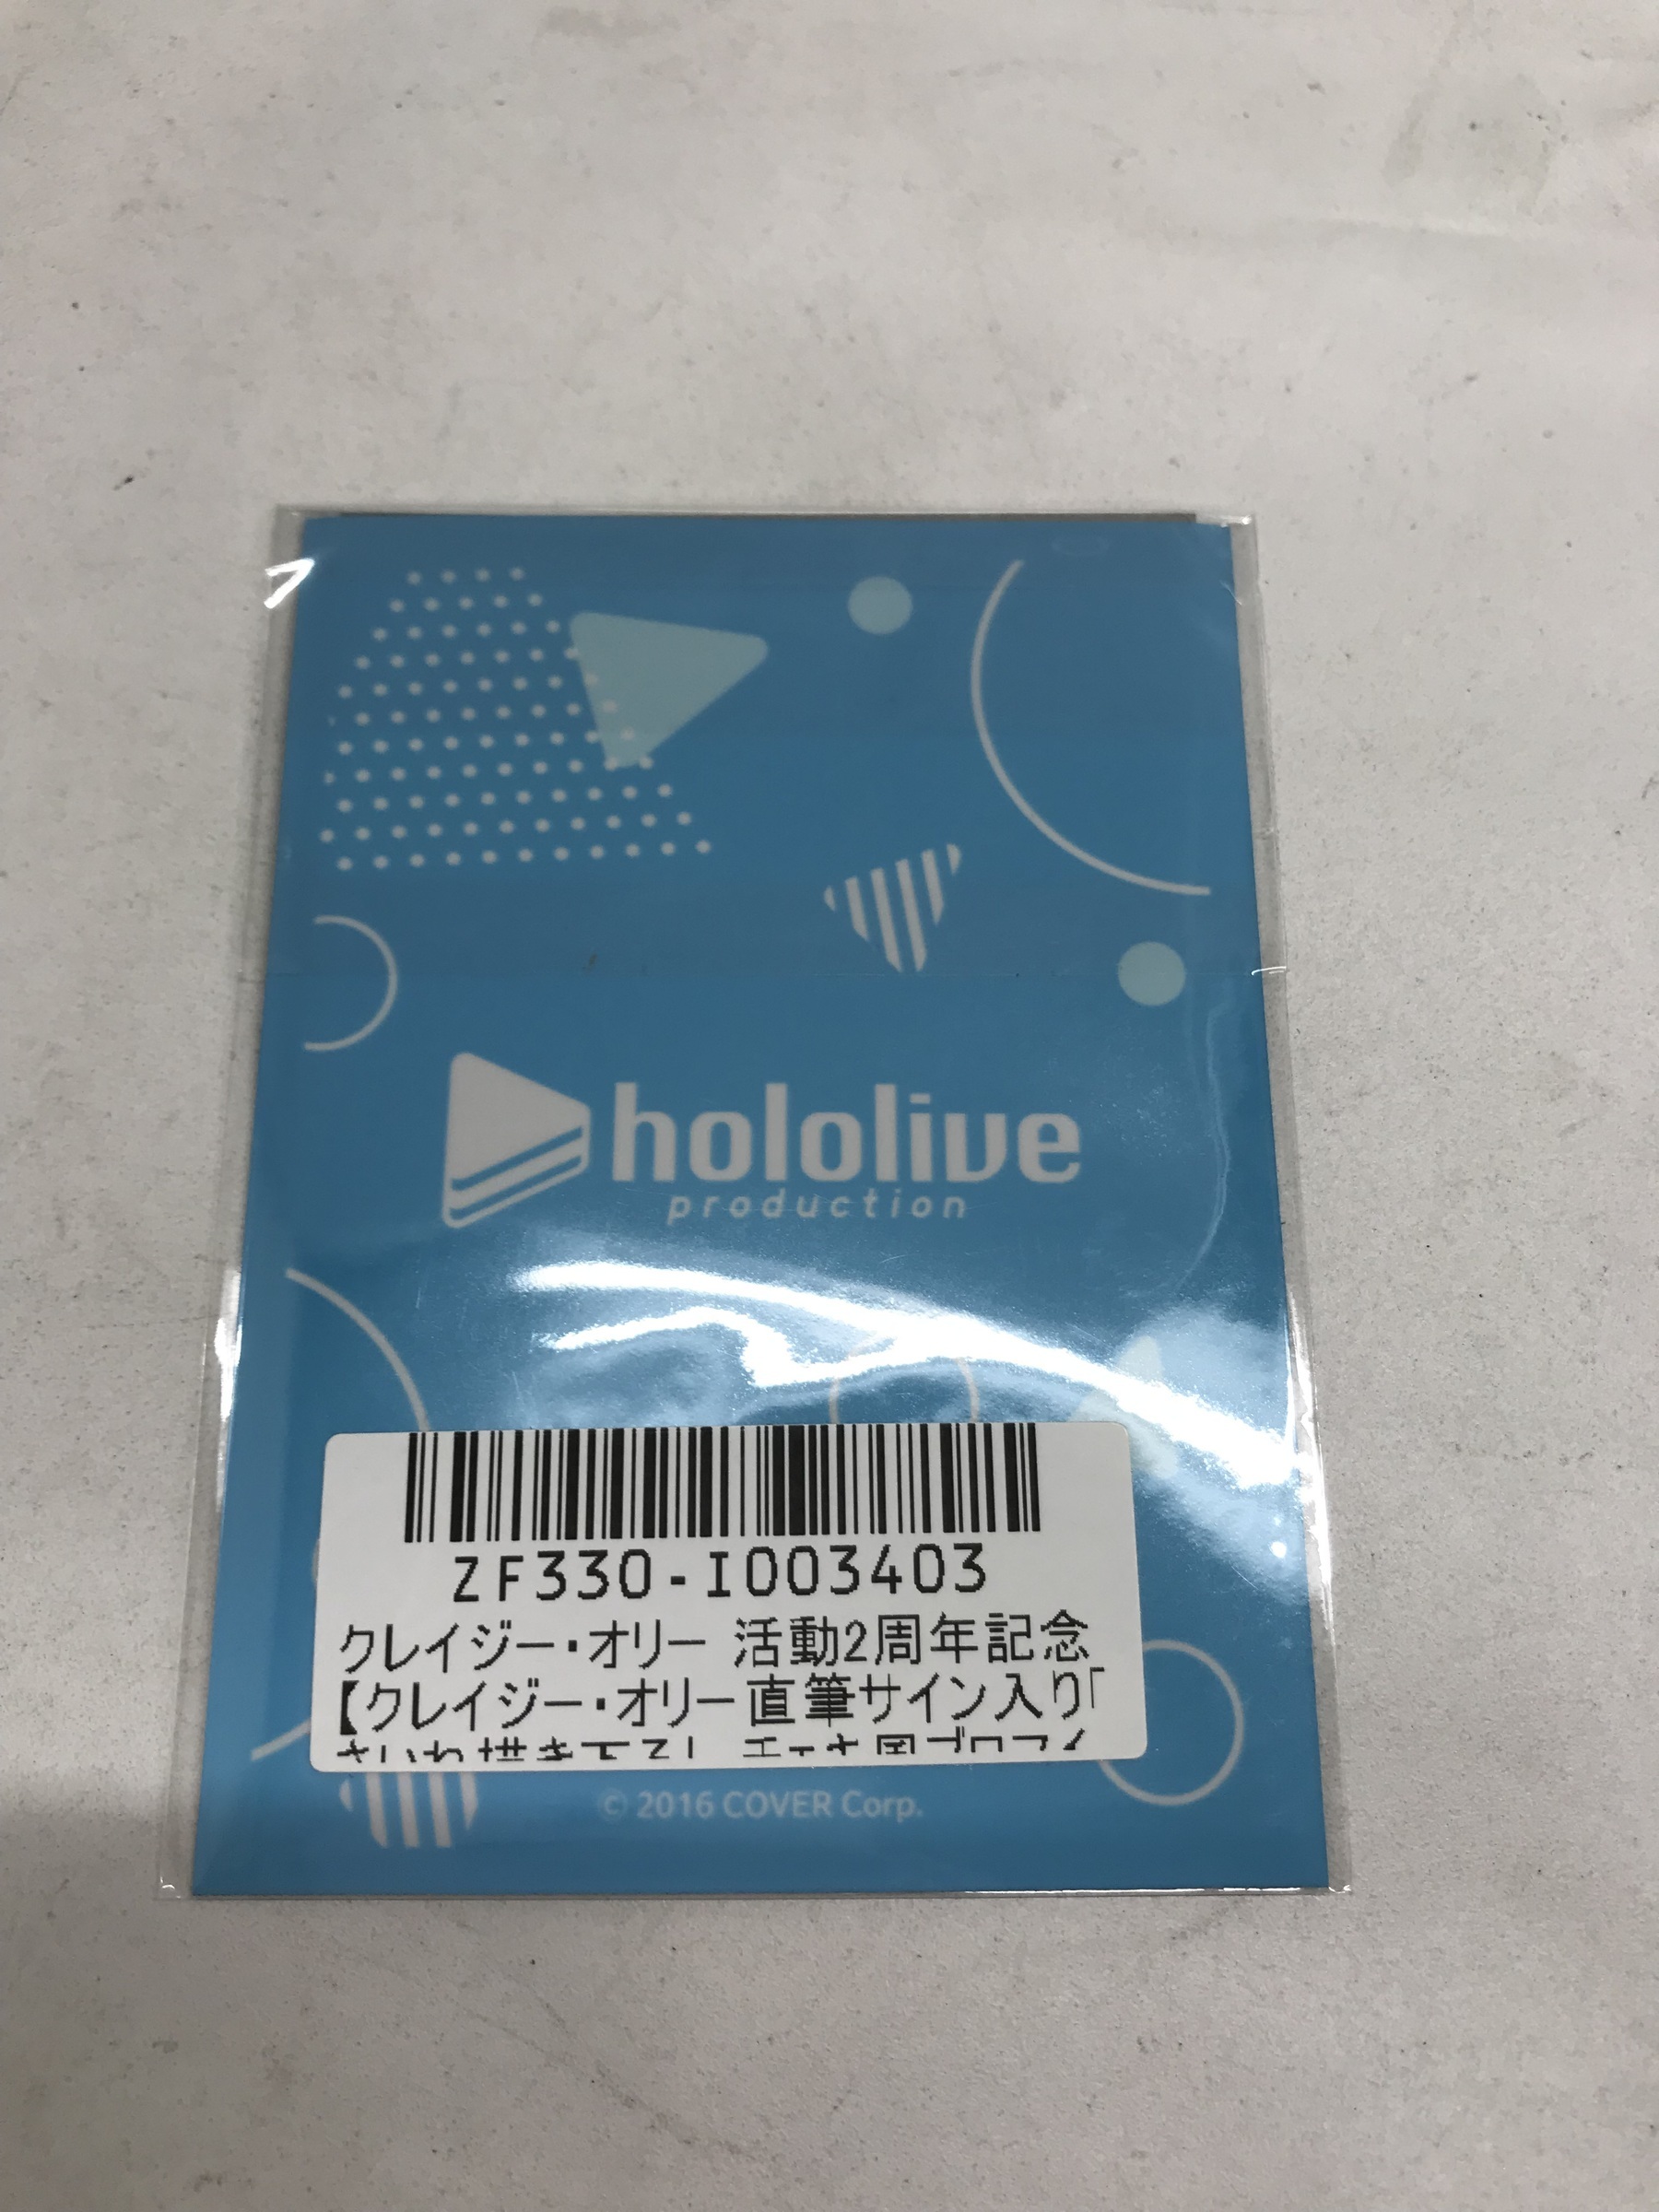 hololive
production
ZF330-I003403
クレイジー・オリー 活動2周年記念
【クレイジー・オリー直筆サイン入り「
© 2016 COVER Corp.